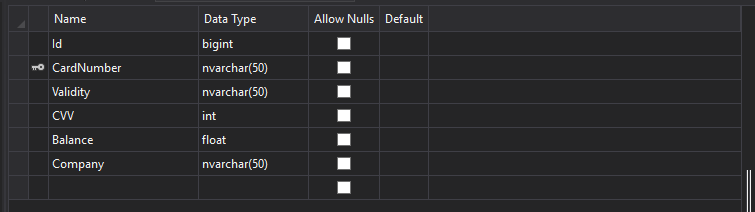 Name Data Type Allow Nulls Default
Id bigint
CardNumber nvarchar(50)
Validity nvarchar(50)
CVV int
Balance float
Company nvarchar(50)